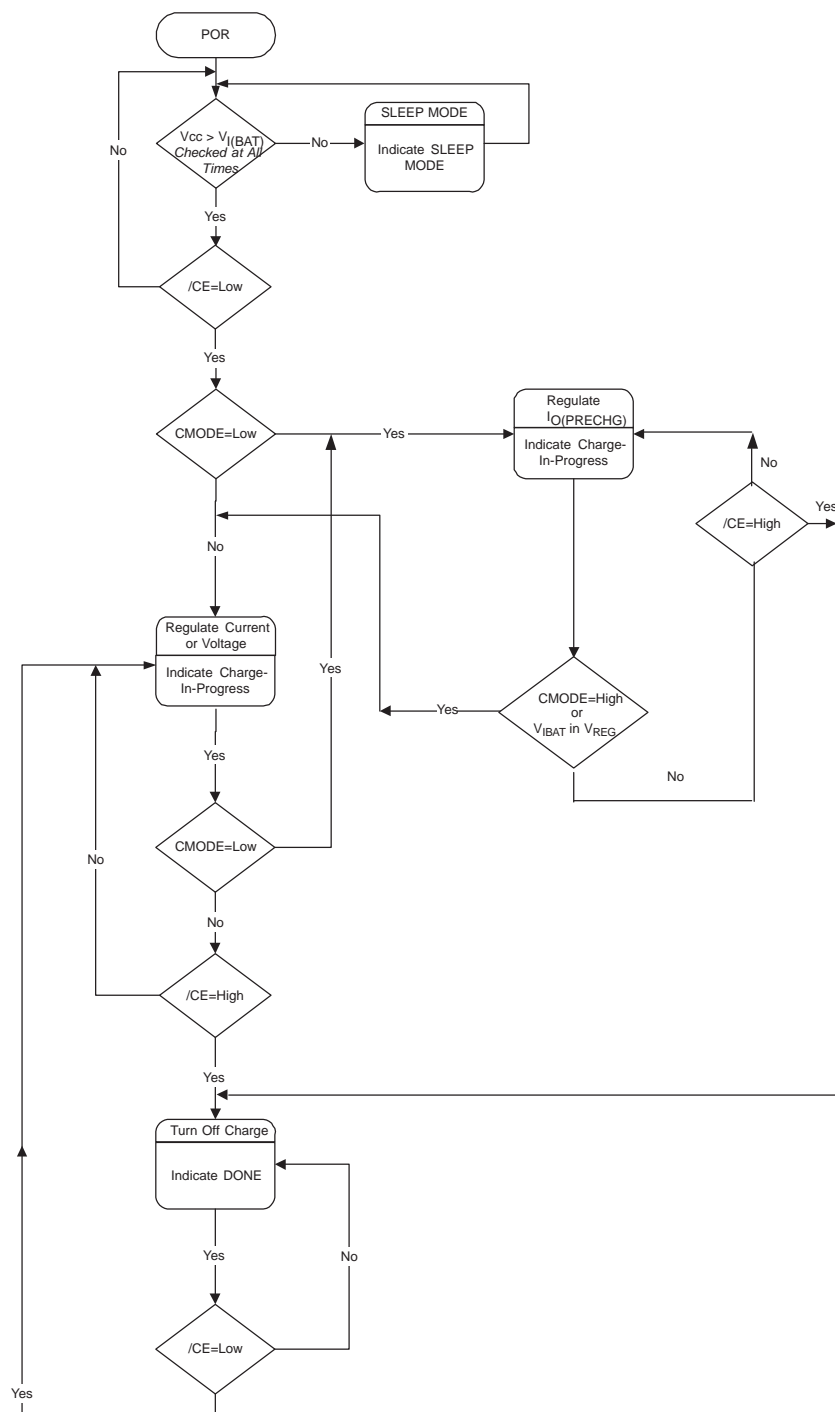 POR
SLEEP MODE
Vcc > VI(BAT)
Checked at All
Times
No
No
Indicate SLEEP
MODE
Yes
/CE=Low
Yes
CMODE=Low
Yes
Regulate
IO(PRECHG)
Indicate Charge-
In-Progress
No
/CE=High
Yes
No
Regulate Current
or Voltage
Indicate Charge-
In-Progress
Yes
Yes
CMODE=High
or
VIBAT in VREG
No
Yes
CMODE=Low
No
No
/CE=High
Yes
Turn Off Charge
Indicate DONE
Yes
No
/CE=Low
Yes